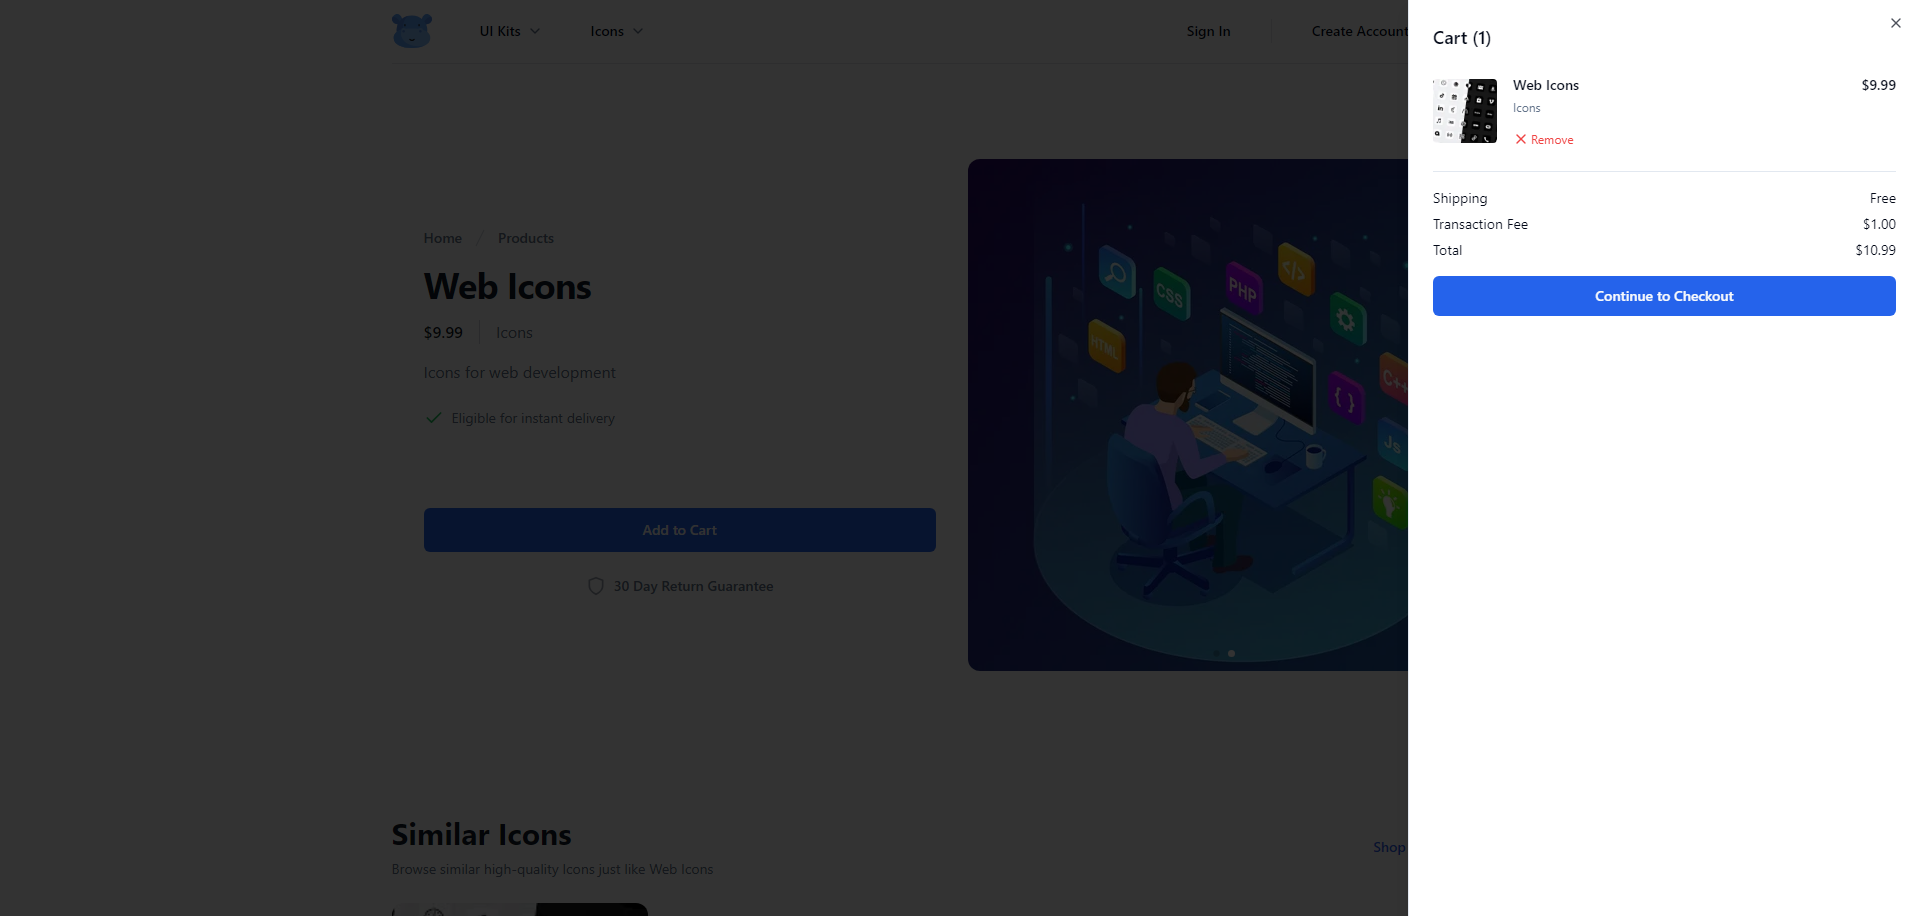 UI Kits
Icons
Sign In
Create Account
Home / Products
Web Icons
$9.99
Icons
Icons for web development
Eligible for instant delivery
Add to Cart
30 Day Return Guarantee
CSS
PHP
</>
HTML
{ }
C++
Js
Similar Icons
Browse similar high-quality Icons just like Web Icons
Shop
Cart (1)
Web Icons
$9.99
Icons
Remove
Shipping
Free
Transaction Fee
$1.00
Total
$10.99
Continue to Checkout